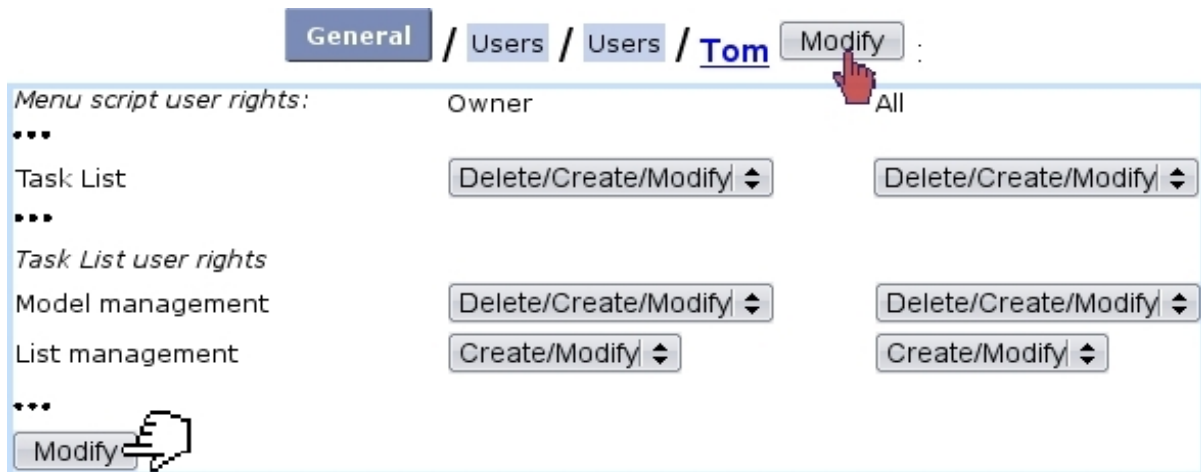 General / Users / Users / Tom Modify :
Menu script user rights: Owner All
•••
Task List Delete/Create/Modify Delete/Create/Modify
•••
Task List user rights
Model management Delete/Create/Modify Delete/Create/Modify
List management Create/Modify Create/Modify
•••
Modify